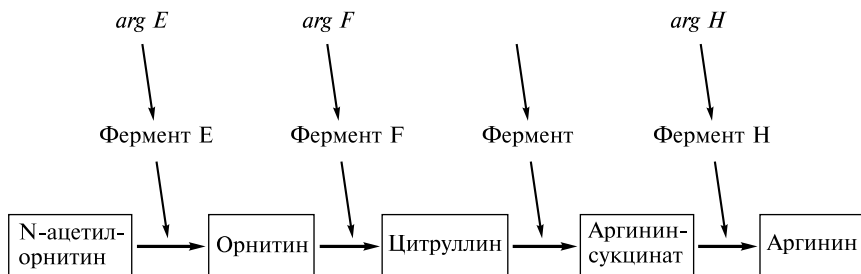 arg E arg F arg H
Фермент E Фермент F Фермент Фермент H
N-ацетил-
орнитин
Орнитин
Цитруллин
Аргинин-
сукцинат
Аргинин